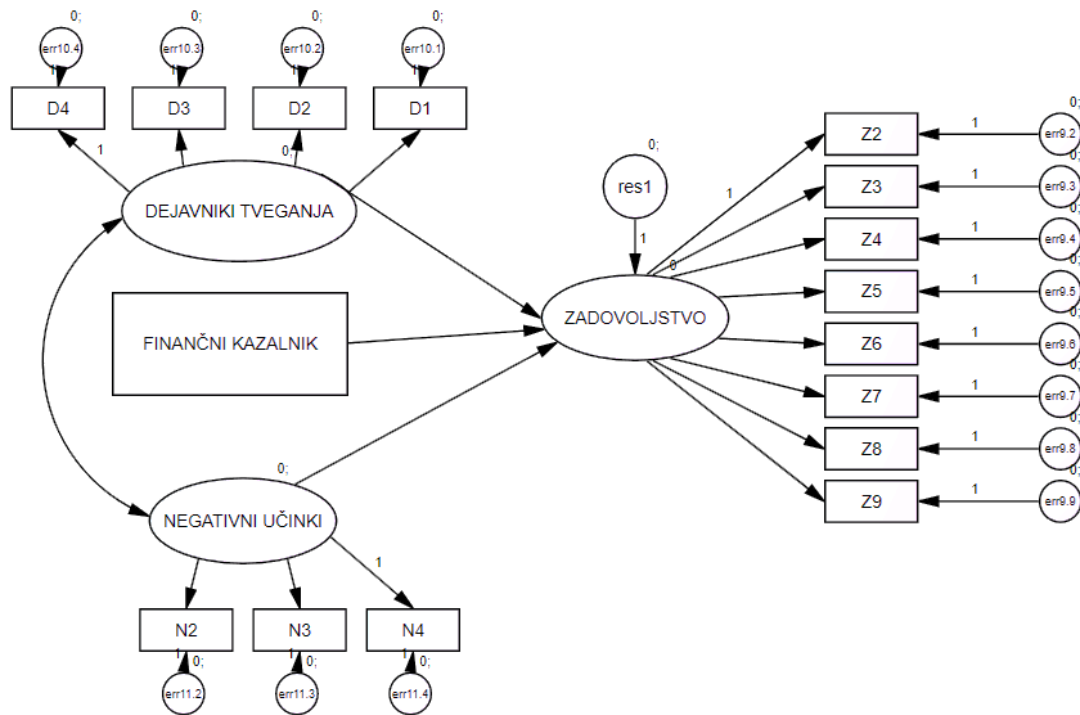 0; 0; 0; 0;
err10.4 err10.3 err10.2 err10.1
1 1 1 1
D4 D3 D2 D1
1 0;
DEJAVNIKI TVEGANJA
FINANČNI KAZALNIK
0;
NEGATIVNI UČINKI
1
N2 N3 N4
1 0; 1 0; 1 0;
err11.2 err11.3 err11.4
0;
res1
1
0
ZADOVOLJSTVO
1
0;
Z2 1 err9.2
0;
Z3 1 err9.3
0;
Z4 1 err9.4
0;
Z5 1 err9.5
0;
Z6 1 err9.6
0;
Z7 1 err9.7
0;
Z8 1 err9.8
0;
Z9 1 err9.9